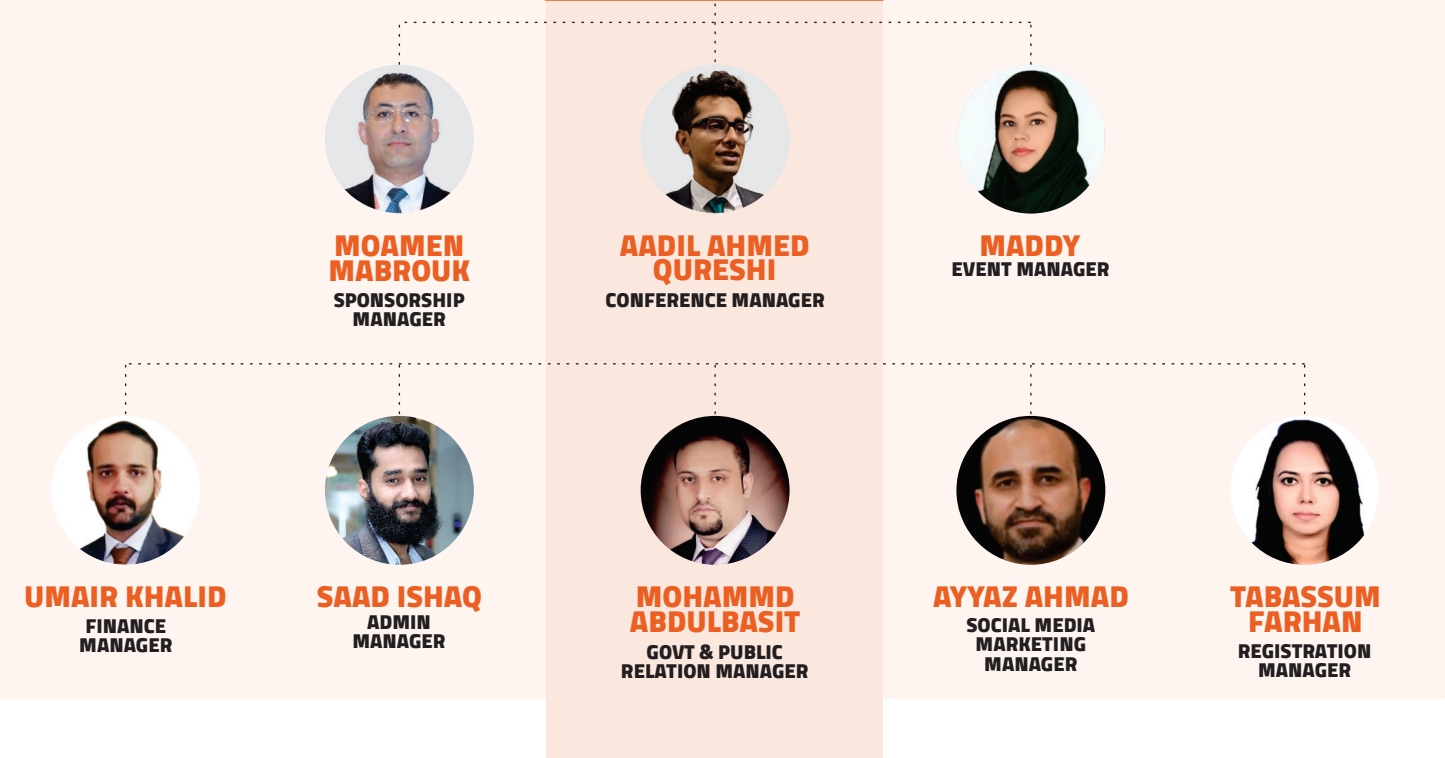 MOAMEN
MABROUK
SPONSORSHIP
MANAGER
AADIL AHMED
QURESHI
CONFERENCE MANAGER
MADDY
EVENT MANAGER
UMAIR KHALID
FINANCE
MANAGER
SAAD ISHAQ
ADMIN
MANAGER
MOHAMMD
ABDULBASIT
GOVT & PUBLIC
RELATION MANAGER
AYYAZ AHMAD
SOCIAL MEDIA
MARKETING
MANAGER
TABASSUM
FARHAN
REGISTRATION
MANAGER